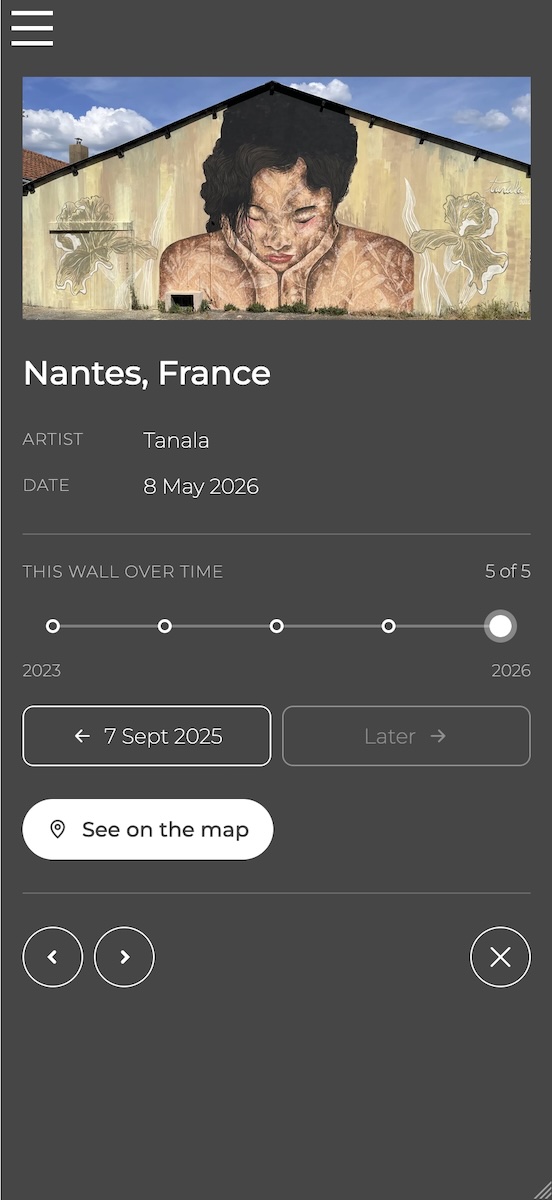 Tanala
Nantes, France
ARTIST Tanala
DATE 8 May 2026
THIS WALL OVER TIME 5 of 5
2023 2026
← 7 Sept 2025 Later →
See on the map